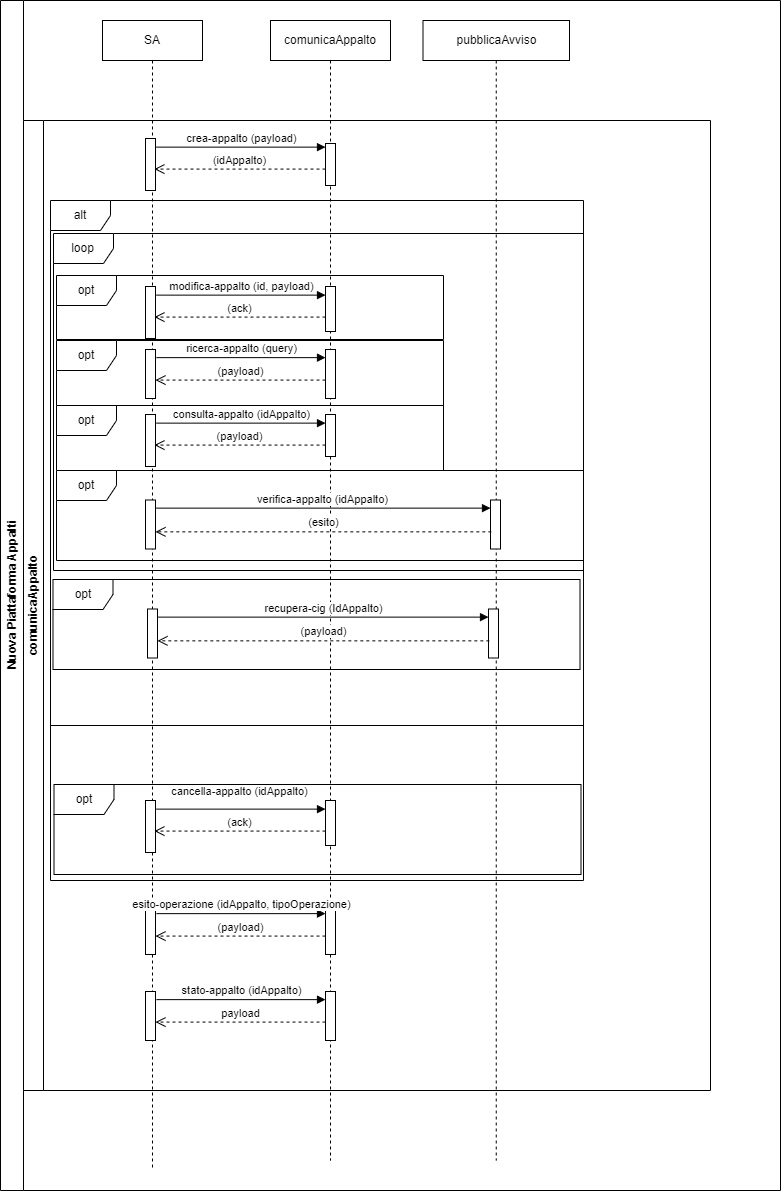 SA
comunicaAppalto
pubblicaAvviso
Nuova Piattaforma Appalti
comunicaAppalto
crea-appalto (payload)
(idAppalto)
alt
loop
opt
modifica-appalto (id, payload)
(ack)
opt
ricerca-appalto (query)
(payload)
opt
consulta-appalto (idAppalto)
(payload)
opt
verifica-appalto (idAppalto)
(esito)
opt
recupera-cig (IdAppalto)
(payload)
opt
cancella-appalto (idAppalto)
(ack)
esito-operazione (idAppalto, tipoOperazione)
(payload)
stato-appalto (idAppalto)
payload